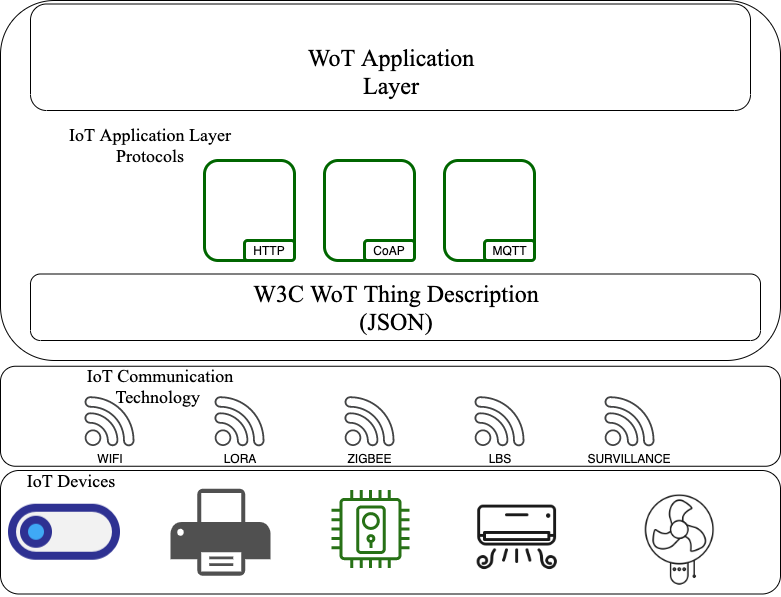 WoT Application
Layer
IoT Application Layer
Protocols
HTTP
CoAP
MQTT
W3C WoT Thing Description
(JSON)
IoT Communication
Technology
WIFI
LORA
ZIGBEE
LBS
SURVILLANCE
IoT Devices